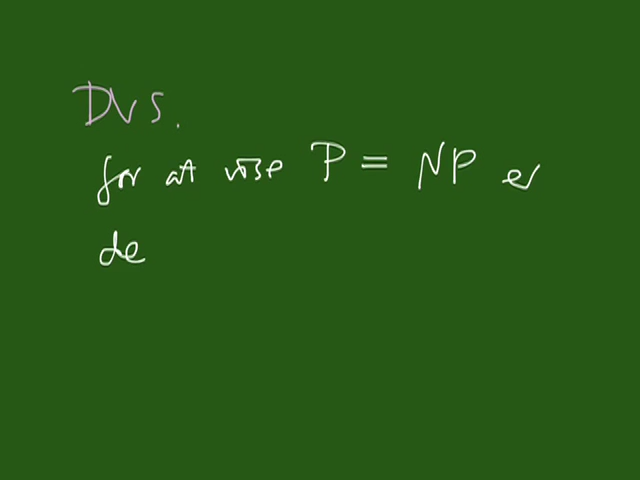 DVS.
for at vise P = NP er
de